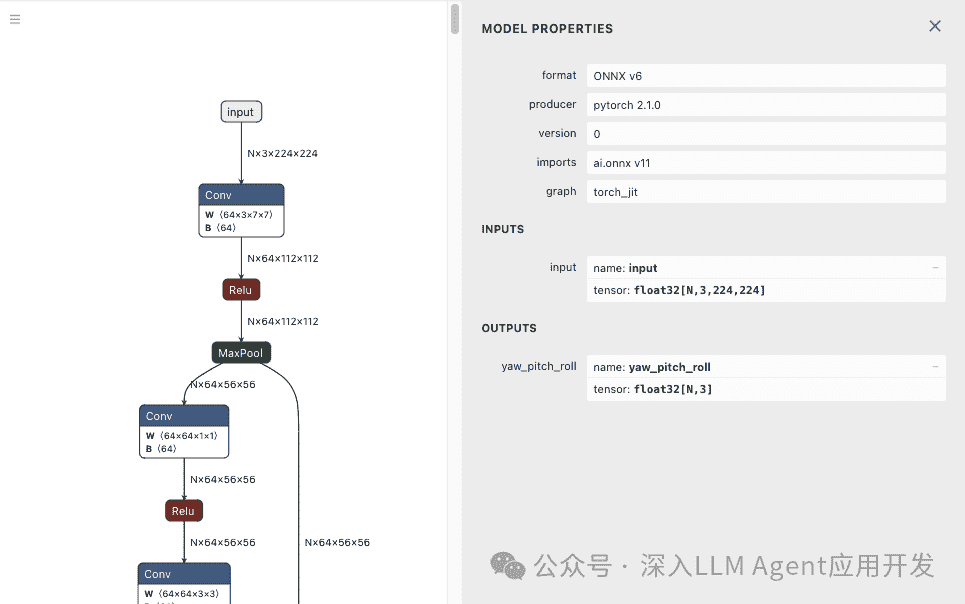 input
N×3×224×224
Conv
W ⟨64×3×7×7⟩
B ⟨64⟩
N×64×112×112
Relu
N×64×112×112
MaxPool
N×64×56×56
Conv
W ⟨64×64×1×1⟩
B ⟨64⟩
N×64×56×56
Relu
N×64×56×56
N×64×56×56
Conv
W ⟨64×64×3×3⟩
MODEL PROPERTIES
format ONNX v6
producer pytorch 2.1.0
version 0
imports ai.onnx v11
graph torch_jit
INPUTS
input name: input
tensor: float32[N,3,224,224]
OUTPUTS
yaw_pitch_roll name: yaw_pitch_roll
tensor: float32[N,3]
公众号 · 深入LLM Agent应用开发